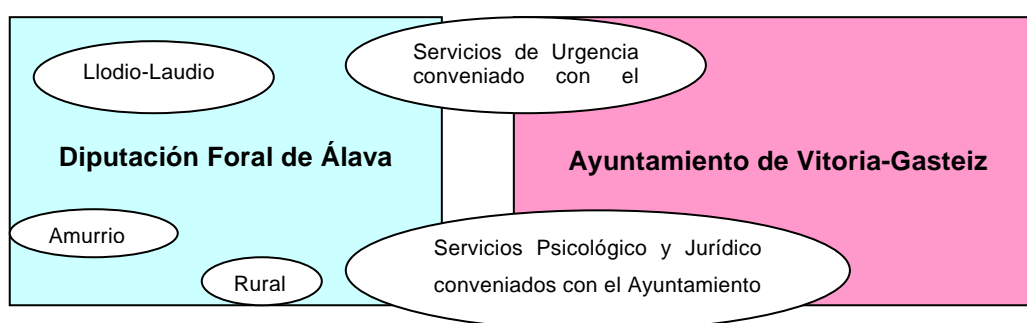 Llodio-Laudio
Servicios de Urgencia
conveniado con el
Diputación Foral de Álava
Ayuntamiento de Vitoria-Gasteiz
Amurrio
Rural
Servicios Psicológico y Jurídico
conveniados con el Ayuntamiento